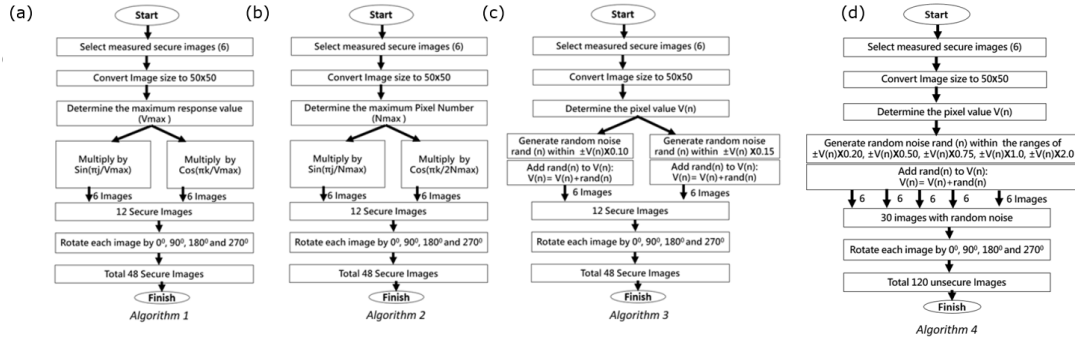 (a)
Start
Select measured secure images (6)
Convert Image size to 50x50
Determine the maximum response value
(Vmax )
Multiply by
Sin(πj/Vmax)
Multiply by
Cos(πk/Vmax)
6 Images
6 Images
12 Secure Images
Rotate each image by 0⁰, 90⁰, 180⁰ and 270⁰
Total 48 Secure Images
Finish
Algorithm 1
(b)
Start
Select measured secure images (6)
Convert Image size to 50x50
Determine the maximum Pixel Number
(Nmax )
Multiply by
Sin(πj/Nmax)
Multiply by
Cos(πk/2Nmax)
6 Images
6 Images
12 Secure Images
Rotate each image by 0⁰, 90⁰, 180⁰ and 270⁰
Total 48 Secure Images
Finish
Algorithm 2
(c)
Start
Select measured secure images (6)
Convert Image size to 50x50
Determine the pixel value V(n)
Generate random noise
rand (n) within ±V(n)X0.10
Add rand(n) to V(n):
V(n)= V(n)+rand(n)
Generate random noise
rand (n) within ±V(n) X0.15
Add rand(n) to V(n):
V(n)= V(n)+rand(n)
6 Images
6 Images
12 Secure Images
Rotate each image by 0⁰, 90⁰, 180⁰ and 270⁰
Total 48 Secure Images
Finish
Algorithm 3
(d)
Start
Select measured secure images (6)
Convert Image size to 50x50
Determine the pixel value V(n)
Generate random noise rand (n) within the ranges of
±V(n)X0.20, ±V(n)X0.50, ±V(n)X0.75, ±V(n)X1.0, ±V(n)X2.0
Add rand(n) to V(n):
V(n)= V(n)+rand(n)
6 6 6 6 6 Images
30 images with random noise
Rotate each image by 0⁰, 90⁰, 180⁰ and 270⁰
Total 120 unsecure Images
Finish
Algorithm 4